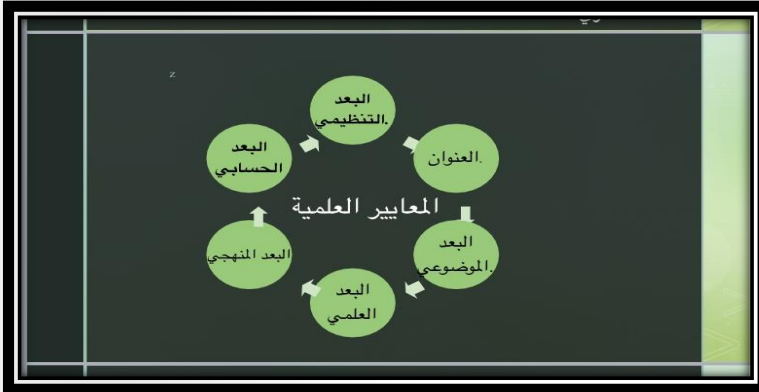 z
البعد
التنظيمي.
العنوان.
البعد
الموضوعي.
البعد
العلمي
البعد المنهجي
البعد
الحسابي
المعايير العلمية